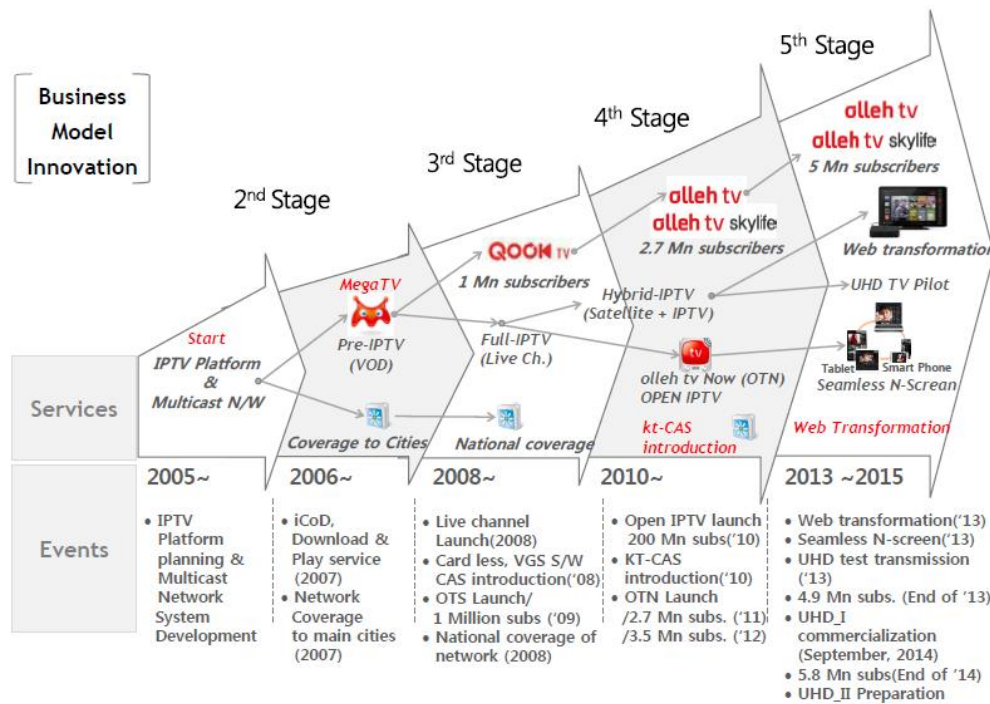 Business
Model
Innovation
2nd Stage
3rd Stage
4th Stage
5th Stage
Services
Events
Start
IPTV Platform
&
Multicast N/W
MegaTV
Pre-IPTV
(VOD)
Coverage to Cities
QOOK TV
1 Mn subscribers
Full-IPTV
(Live Ch.)
National coverage
olleh tv
olleh tv skylife
2.7 Mn subscribers
Hybrid-IPTV
(Satellite + IPTV)
tv
olleh tv Now (OTN)
OPEN IPTV
kt-CAS
introduction
olleh tv
olleh tv skylife
5 Mn subscribers
Web transformation
UHD TV Pilot
Tablet
Smart Phone
Seamless N-Screan
Web Transformation
2005~
• IPTV
Platform
planning &
Multicast
Network
System
Development
2006~
• iCoD,
Download &
Play service
(2007)
• Network
Coverage
to main cities
(2007)
2008~
• Live channel
Launch(2008)
• Card less, VGS S/W
CAS introduction('08)
• OTS Launch/
1 Million subs ('09)
• National coverage of
network (2008)
2010~
• Open IPTV launch
200 Mn subs('10)
• KT-CAS
introduction('10)
• OTN Launch
/2.7 Mn subs. ('11)
/3.5 Mn subs. ('12)
2013 ~2015
• Web transformation('13)
• Seamless N-screen('13)
• UHD test transmission
('13)
• 4.9 Mn subs. (End of '13)
• UHD_I
commercialization
(September, 2014)
• 5.8 Mn subs(End of '14)
• UHD_II Preparation